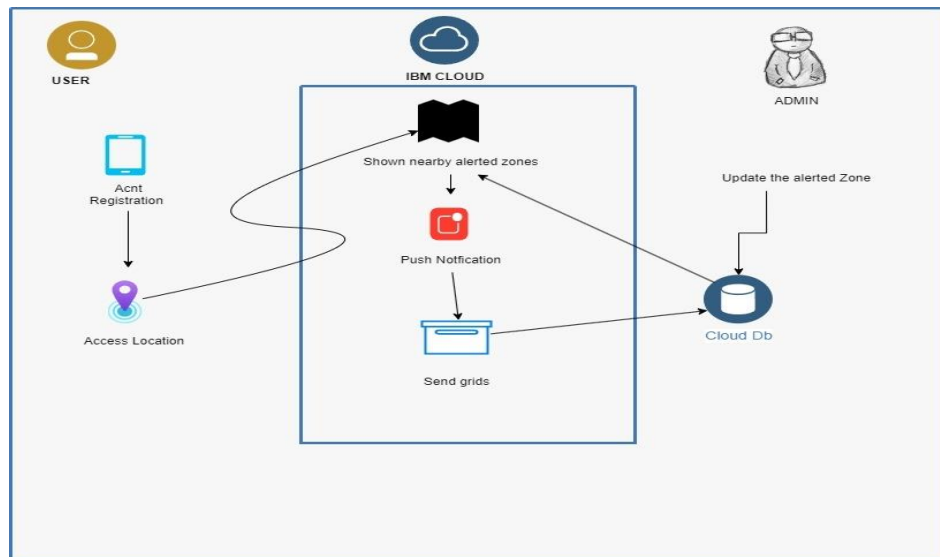 USER
IBM CLOUD
ADMIN
Shown nearby alerted zones
Acnt
Registration
Update the alerted Zone
Push Notfication
Access Location
Cloud Db
Send grids